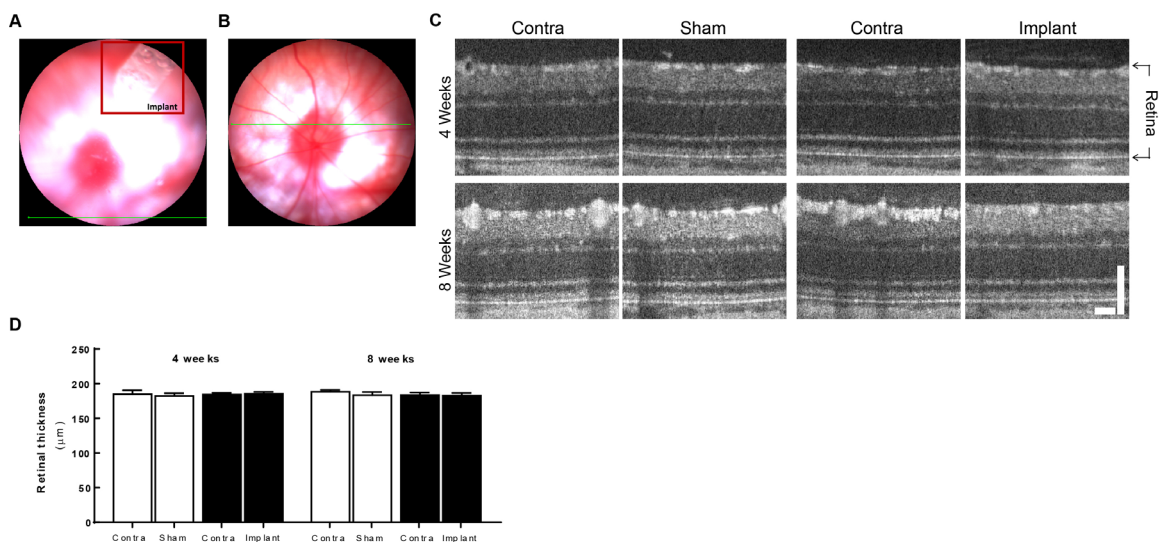 A
B
C
Implant
Contra
Sham
Contra
Implant
4 Weeks
8 Weeks
Retina
D
4 weeks
8 weeks
Retinal thickness
(µm)
250
200
150
100
50
0
Contra
Sham
Contra
Implant
Contra
Sham
Contra
Implant